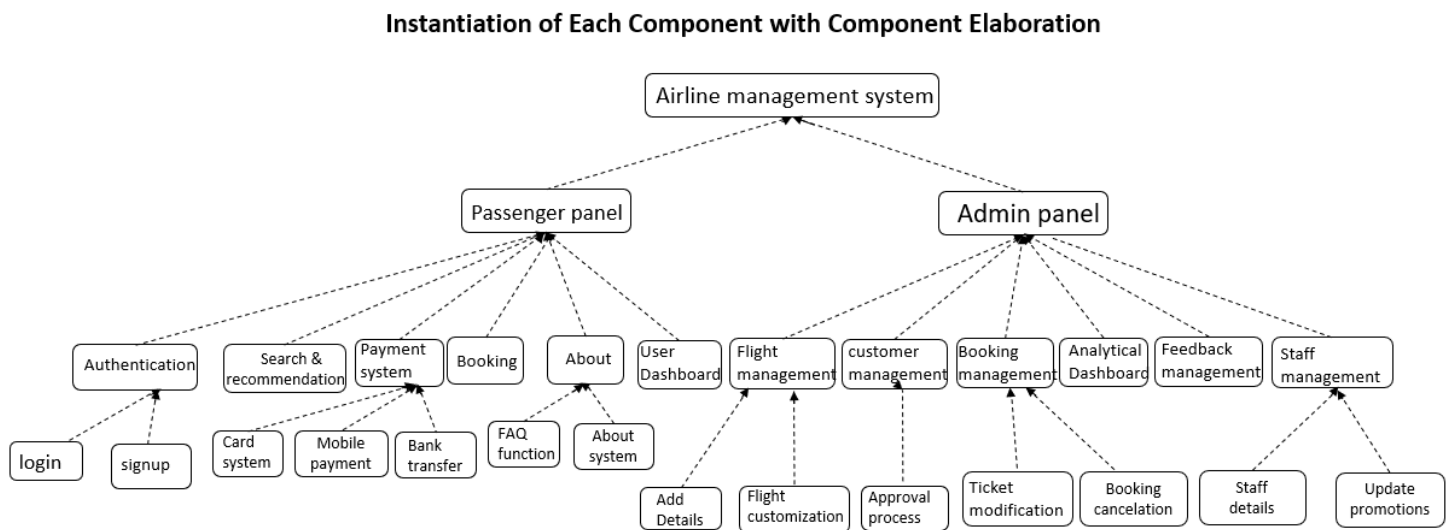 Instantiation of Each Component with Component Elaboration
Airline management system
Passenger panel
Admin panel
Authentication
Search &
recommendation
Payment
system
Booking
About
User
Dashboard
Flight
management
customer
management
Booking
management
Analytical
Dashboard
Feedback
management
Staff
management
login
signup
Card
system
Mobile
payment
Bank
transfer
FAQ
function
About
system
Add
Details
Flight
customization
Approval
process
Ticket
modification
Booking
cancelation
Staff
details
Update
promotions